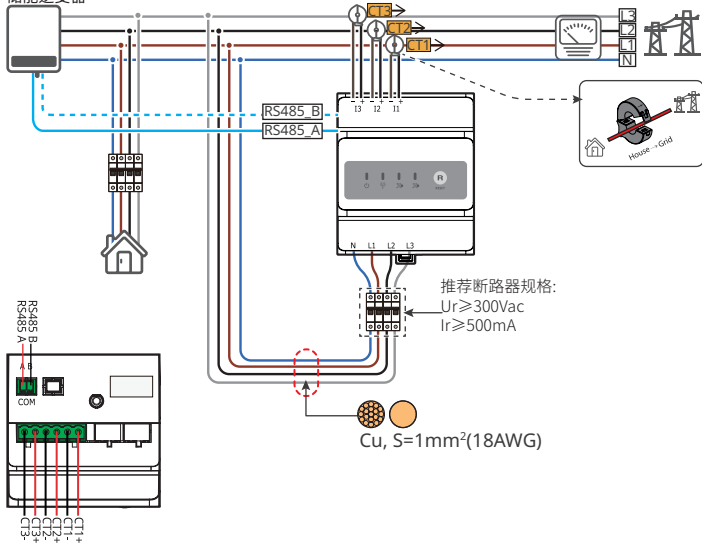 储能逆变器
CT3
CT2
CT1
L3
L2
L1
N
- + - + - +
I3 I2 I1
RS485_B
RS485_A
House→Grid
R
RESET
N L1 L2 L3
推荐断路器规格:
Ur≥300Vac
Ir≥500mA
RS485 B
RS485 A
A B
COM
Cu, S=1mm²(18AWG)
CT3-
CT3+
CT2-
CT2+
CT1-
CT1+